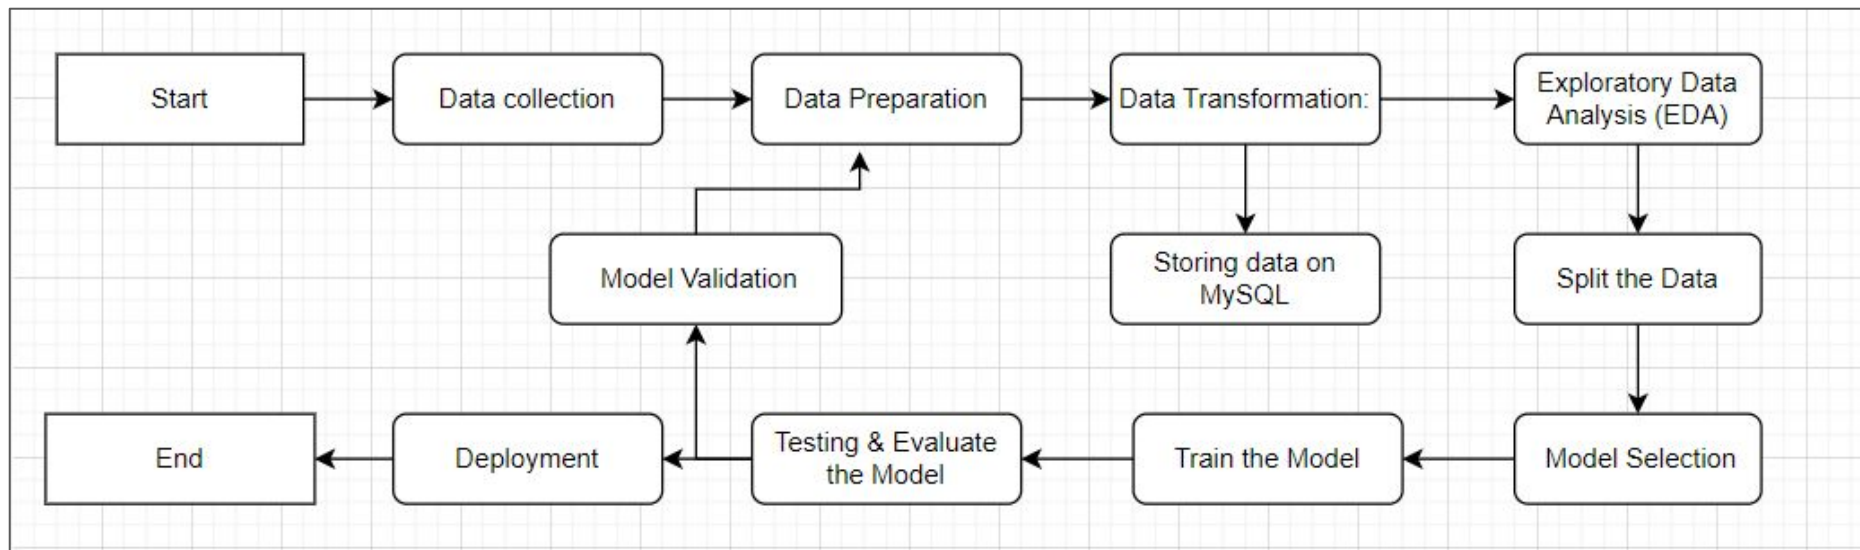 Start
Data collection
Data Preparation
Data Transformation:
Exploratory Data
Analysis (EDA)
Model Validation
Storing data on
MySQL
Split the Data
End
Deployment
Testing & Evaluate
the Model
Train the Model
Model Selection